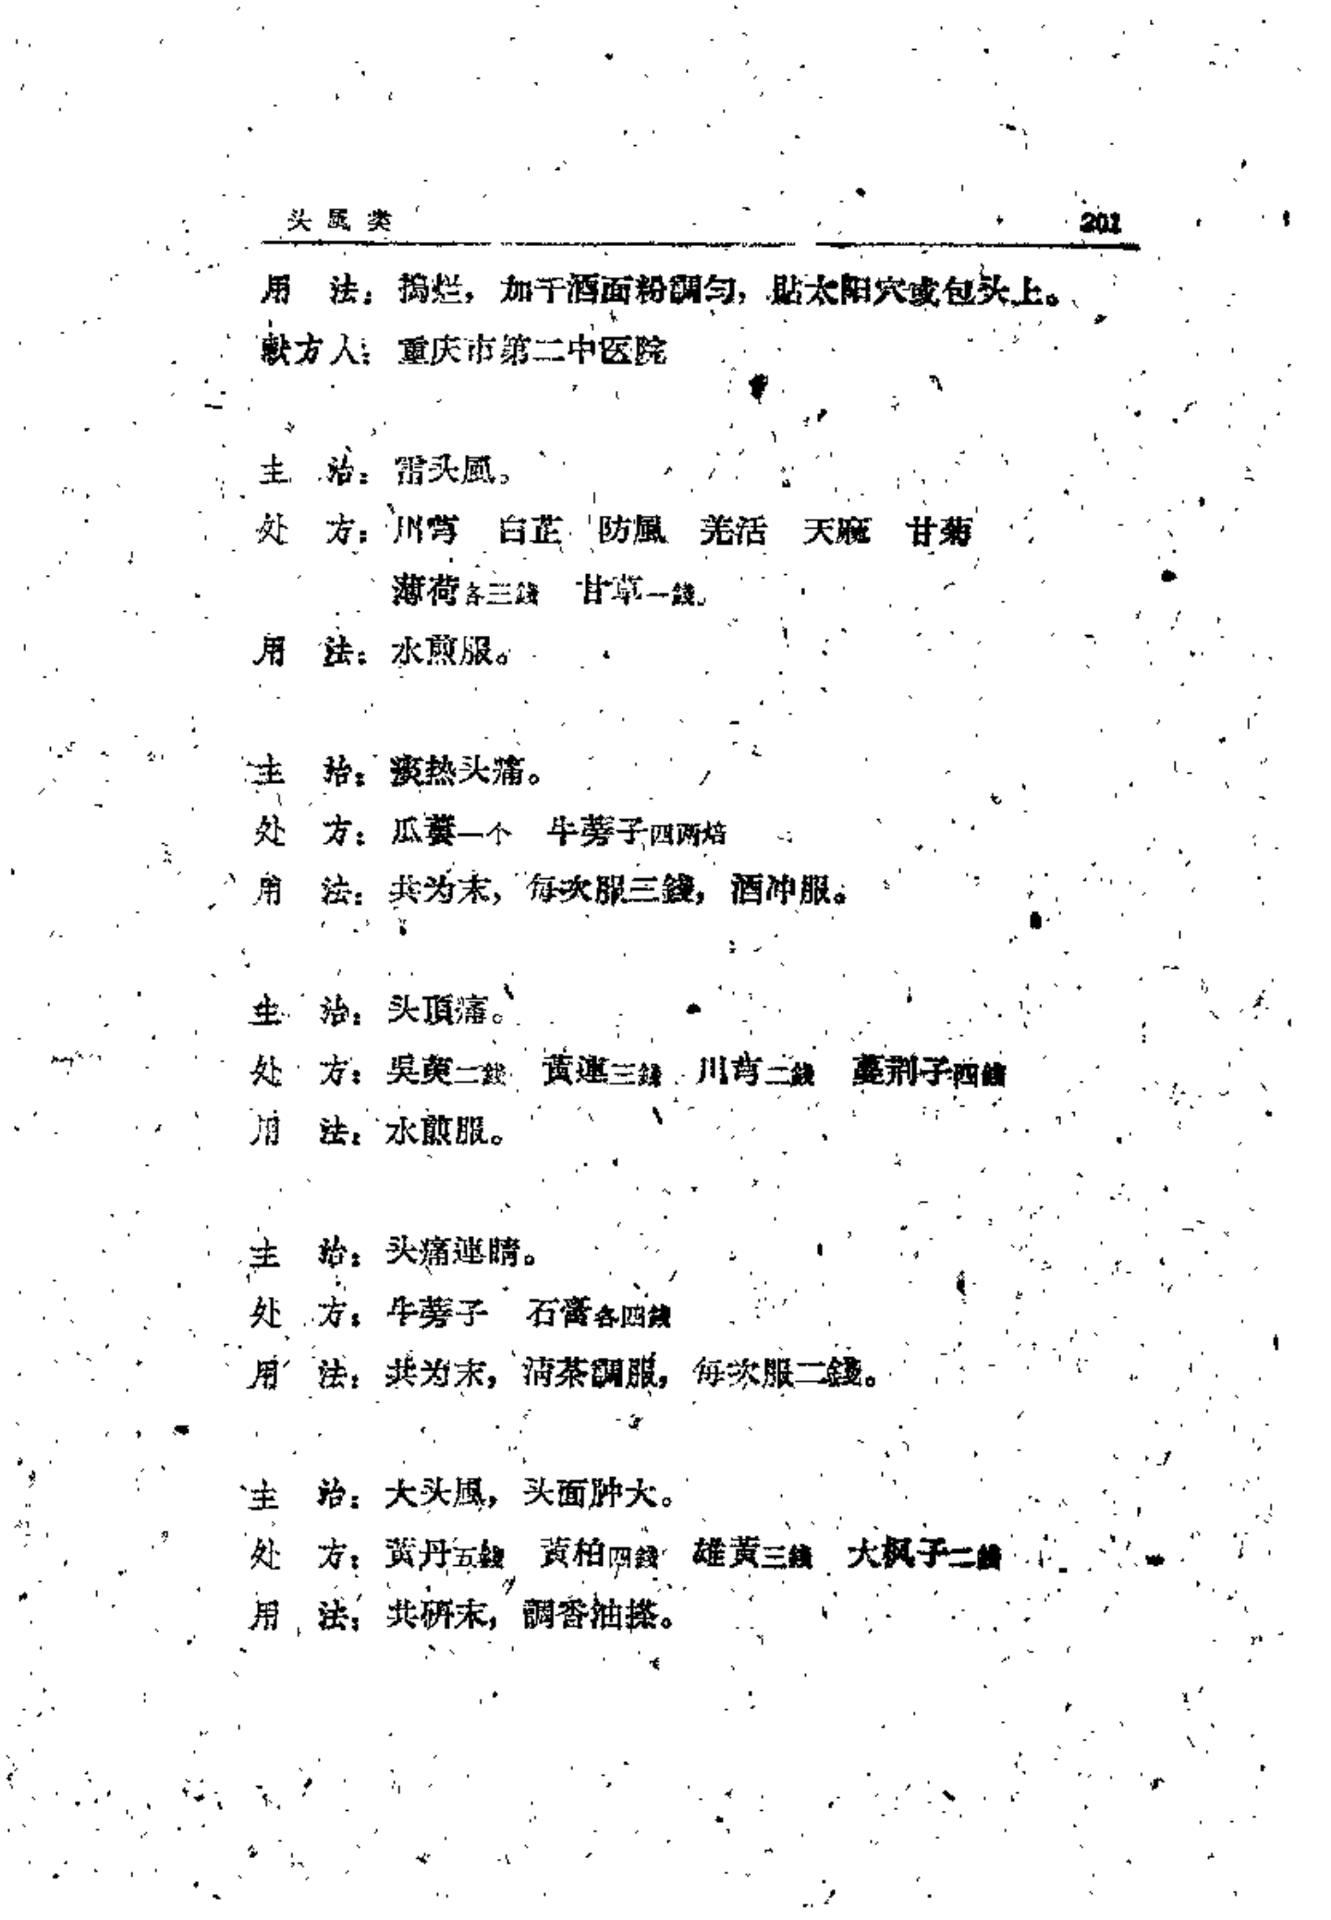 头風类 201
用　法：搗烂，加干酒面粉調匀，貼太阳穴或包头上。
献方人：重庆市第二中医院
主　治：雷头風。
处　方：川芎　白芷　防風　羌活　天麻　甘菊
薄荷各三錢　甘草一錢。
用　法：水煎服。
主　治：痰热头痛。
处　方：瓜蔞一个　牛蒡子四两焙
用　法：共为末，每次服三錢，酒冲服。
主　治：头頂痛。
处　方：吳萸二錢　黃連三錢　川芎二錢　蔓荆子四錢
用　法：水煎服。
主　治：头痛連睛。
处　方：牛蒡子　石膏各四錢
用　法：共为末，清茶調服，每次服二錢。
主　治：大头風，头面肿大。
处　方：黃丹五錢　黃柏四錢　雄黃三錢　大枫子二錢
用　法：共研末，調香油搽。